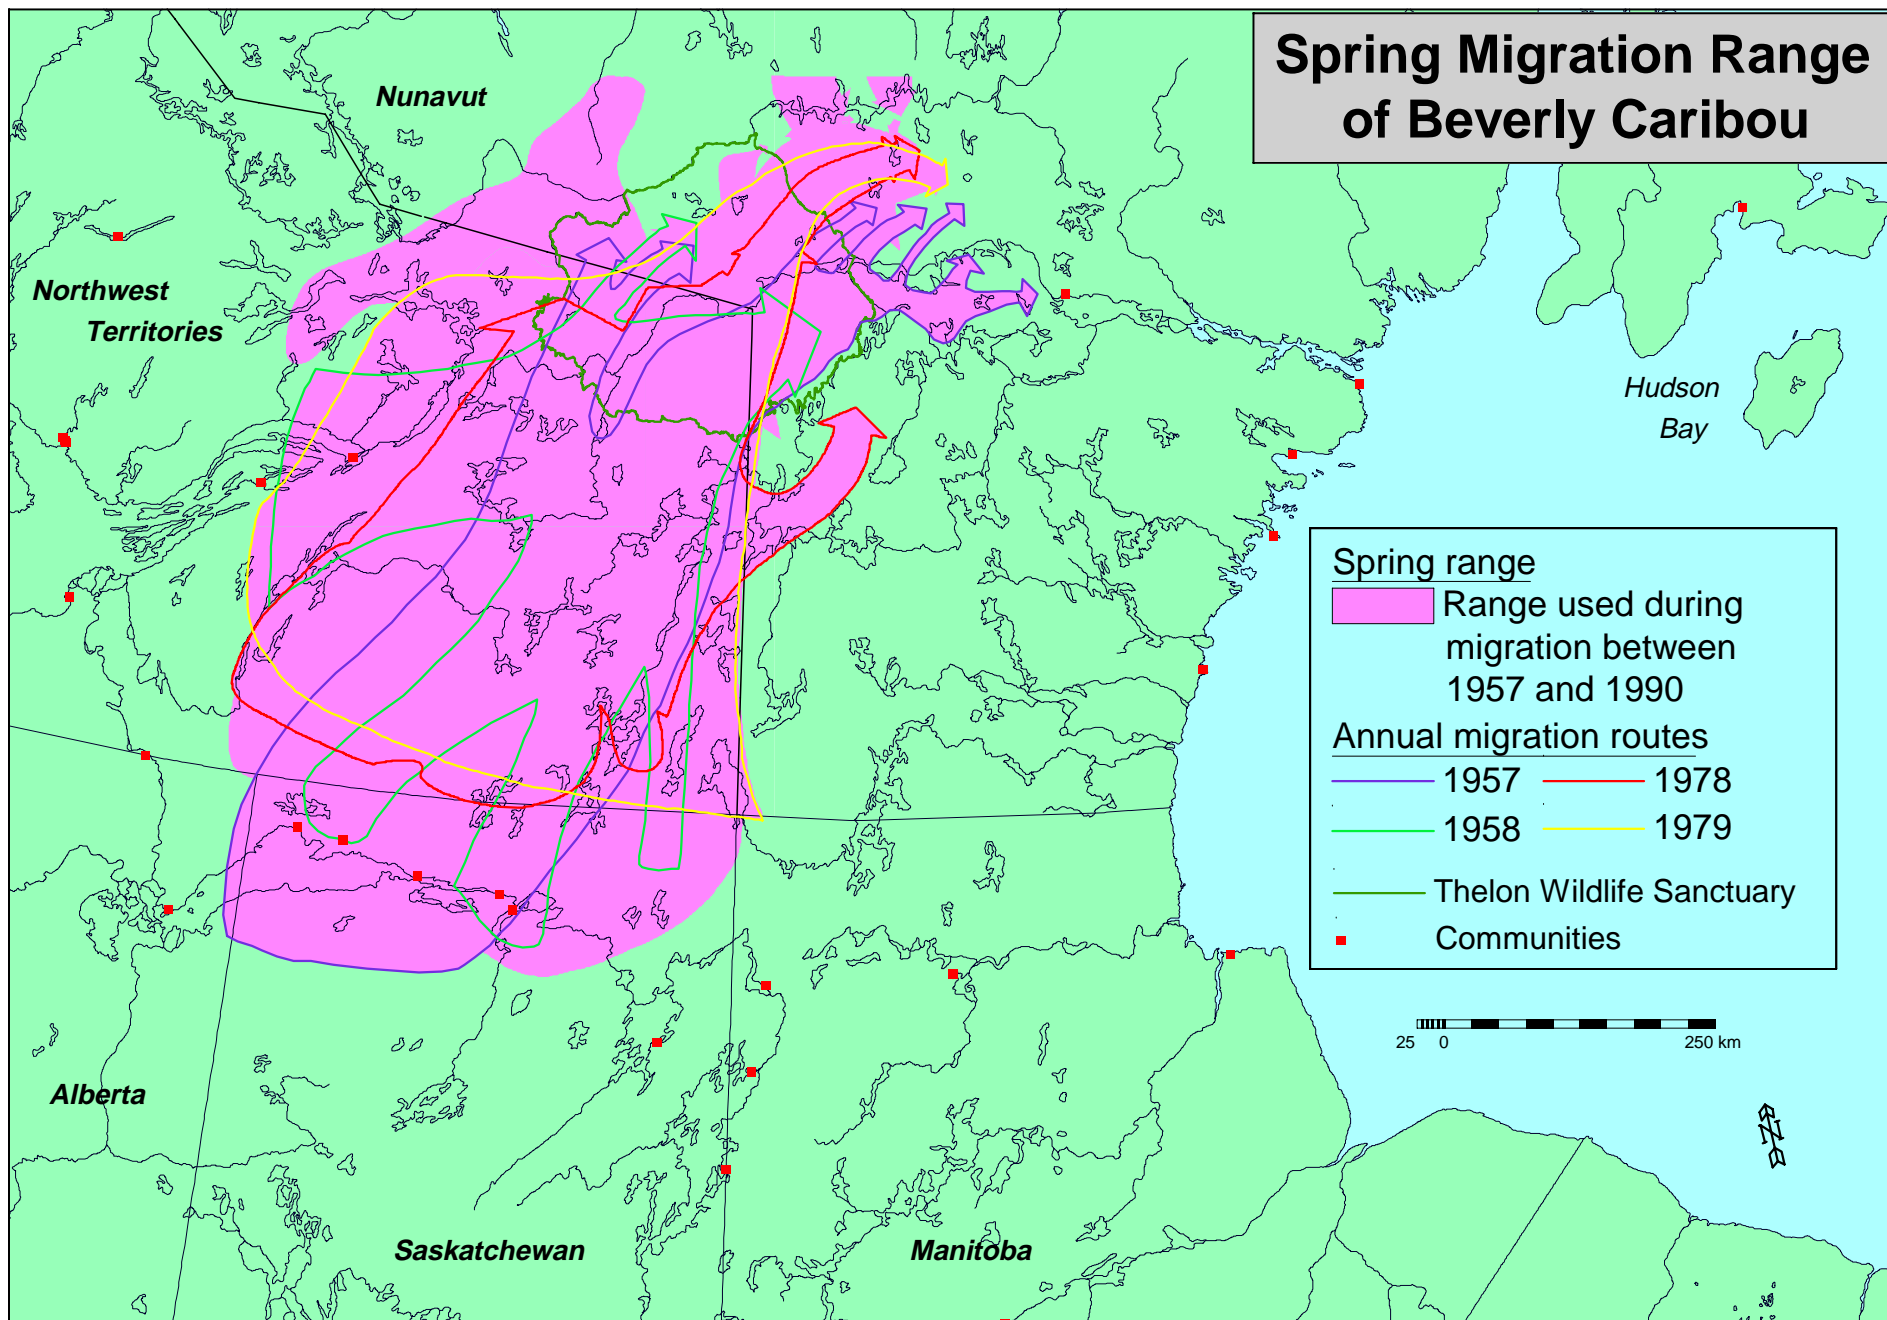 Spring Migration Range
of Beverly Caribou
Nunavut
Northwest
Territories
Hudson
Bay
Spring range
Range used during
migration between
1957 and 1990
Annual migration routes
1957
1978
1958
1979
Thelon Wildlife Sanctuary
Communities
25 0 250 km
N
Alberta
Saskatchewan
Manitoba